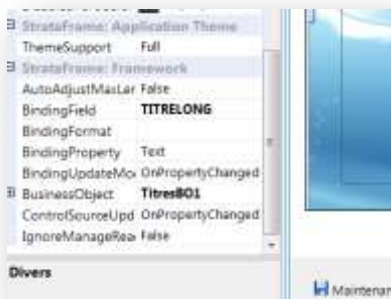 StrataFrame: Application Theme
ThemeSupport Full
StrataFrame: Framework
AutoAdjustMaxLer False
BindingField TITRELONG
BindingFormat
BindingProperty Text
BindingUpdateMo OnPropertyChanged
BusinessObject TitresBO1
ControlSourceUpd OnPropertyChanged
IgnoreManageRea False
Divers
Maintenan